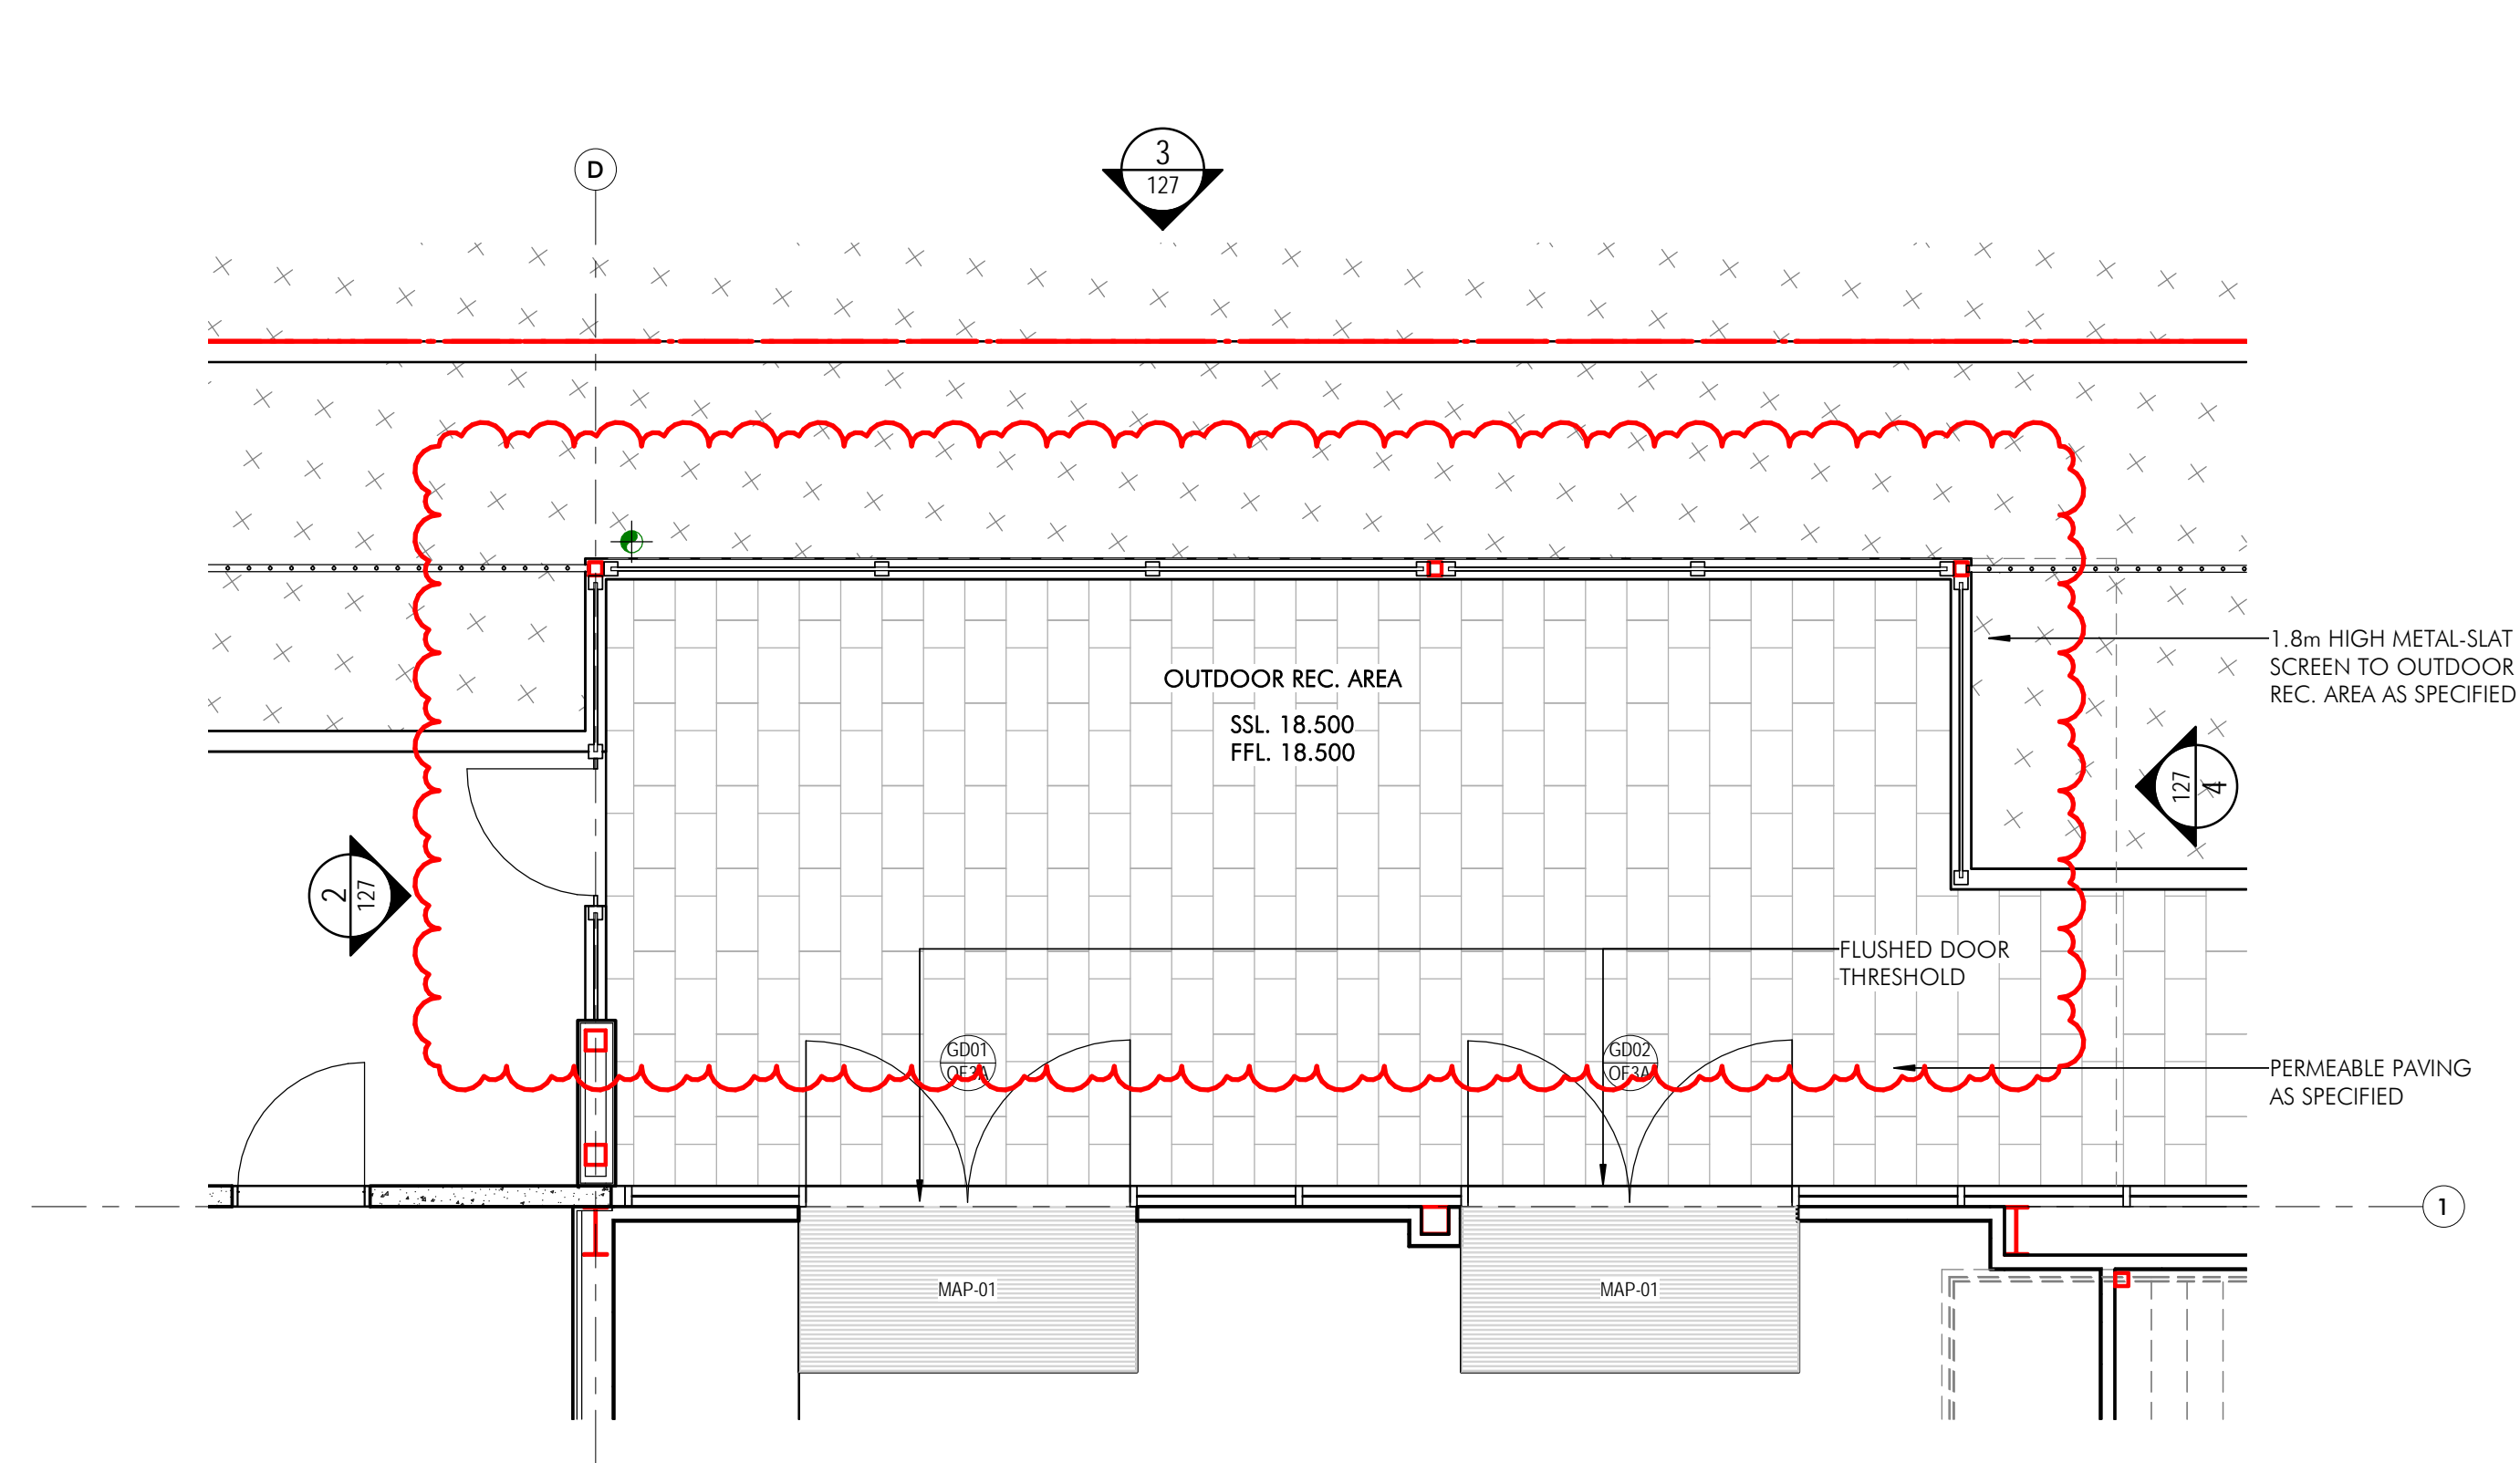 3
127
D
1.8m HIGH METAL-SLAT
SCREEN TO OUTDOOR
REC. AREA AS SPECIFIED
OUTDOOR REC. AREA
SSL. 18.500
FFL. 18.500
4
127
2
127
FLUSHED DOOR
THRESHOLD
GD01
OF3A
GD02
OF3A
PERMEABLE PAVING
AS SPECIFIED
1
MAP-01
MAP-01